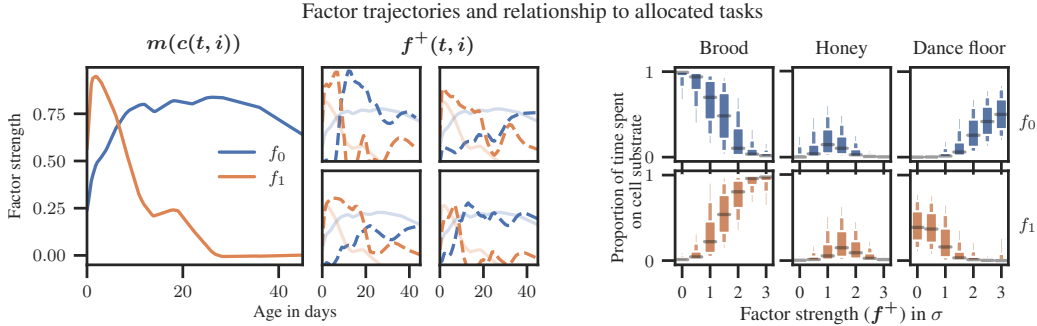 Factor trajectories and relationship to allocated tasks
m(c(t, i))
f⁺(t, i)
Brood
Honey
Dance floor
Factor strength
0.75
0.50
0.25
0.00
f₀
f₁
0
20
40
Age in days
0 20 40
0 20 40
Proportion of time spent
on cell substrate
1
0
1
0
f₀
f₁
0 1 2 3
0 1 2 3
0 1 2 3
Factor strength (f⁺) in σ